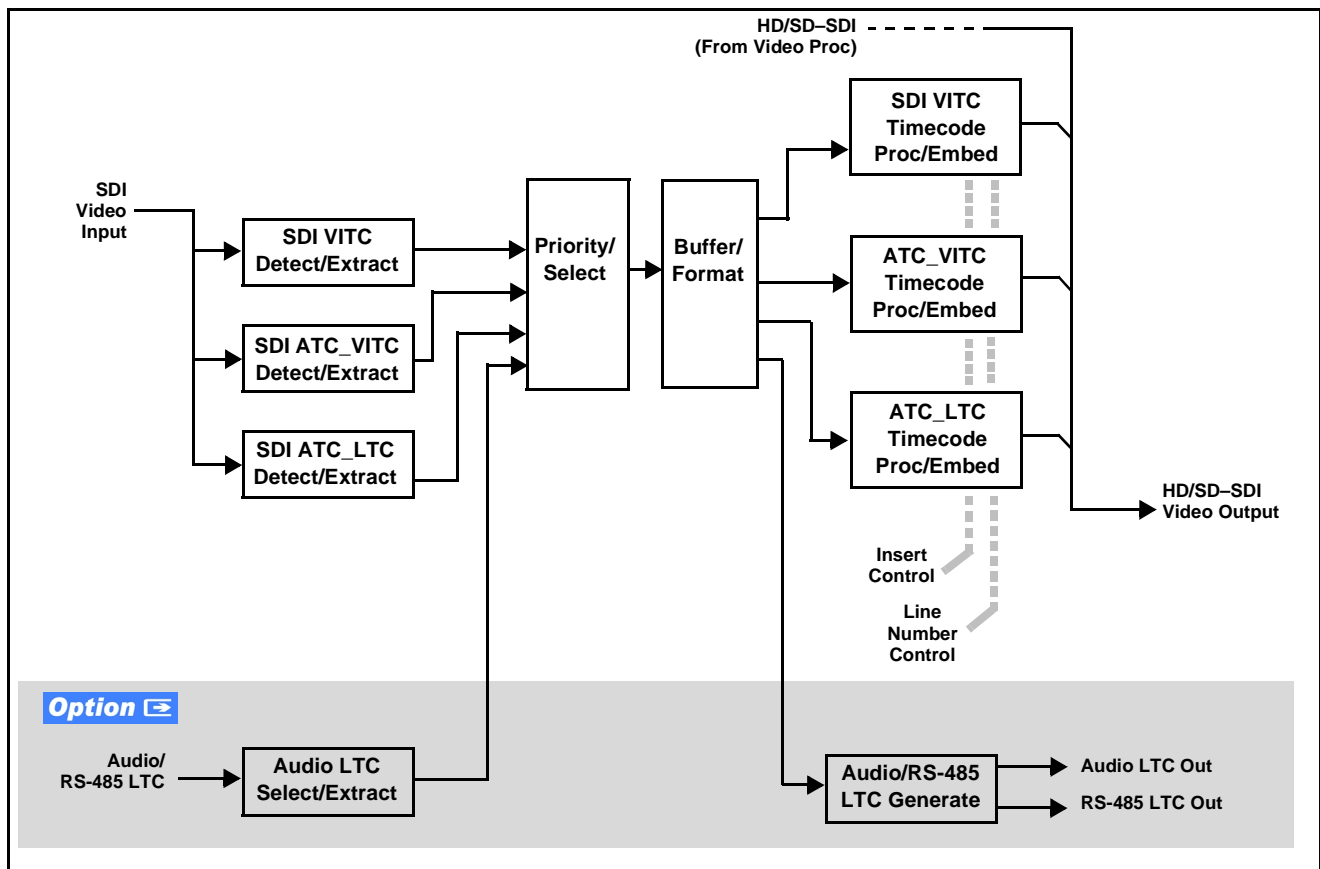 HD/SD–SDI
(From Video Proc)
SDI VITC
Timecode
Proc/Embed
SDI
Video
Input
SDI VITC
Detect/Extract
Priority/
Select
Buffer/
Format
ATC_VITC
Timecode
Proc/Embed
SDI ATC_VITC
Detect/Extract
ATC_LTC
Timecode
Proc/Embed
SDI ATC_LTC
Detect/Extract
HD/SD–SDI
Video Output
Insert
Control
Line
Number
Control
Option
Audio/
RS-485 LTC
Audio LTC
Select/Extract
Audio/RS-485
LTC Generate
Audio LTC Out
RS-485 LTC Out